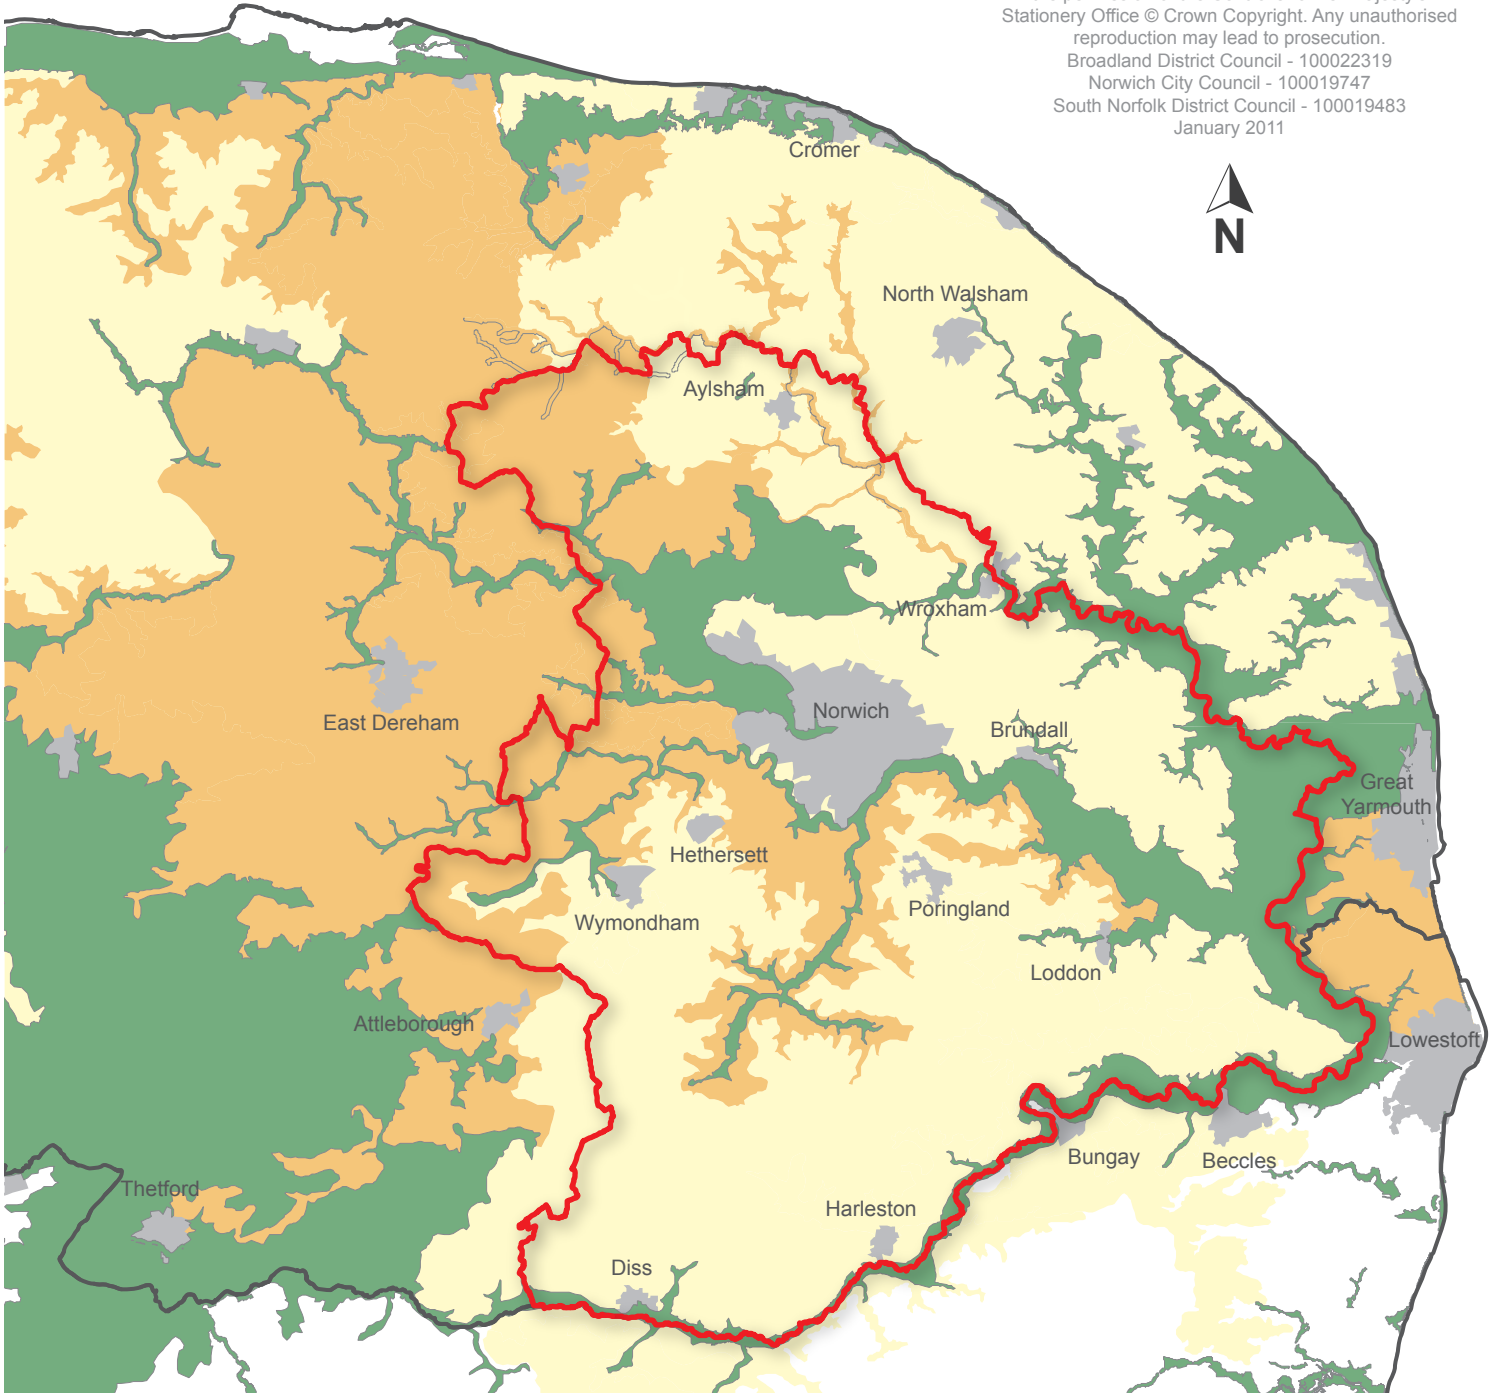 Stationery Office © Crown Copyright. Any unauthorised
reproduction may lead to prosecution.
Broadland District Council - 100022319
Norwich City Council - 100019747
South Norfolk District Council - 100019483
January 2011
Cromer
N
North Walsham
Aylsham
Wroxham
Norwich
East Dereham
Brundall
Great
Yarmouth
Hethersett
Poringland
Wymondham
Loddon
Attleborough
Lowestoft
Bungay
Beccles
Thetford
Harleston
Diss